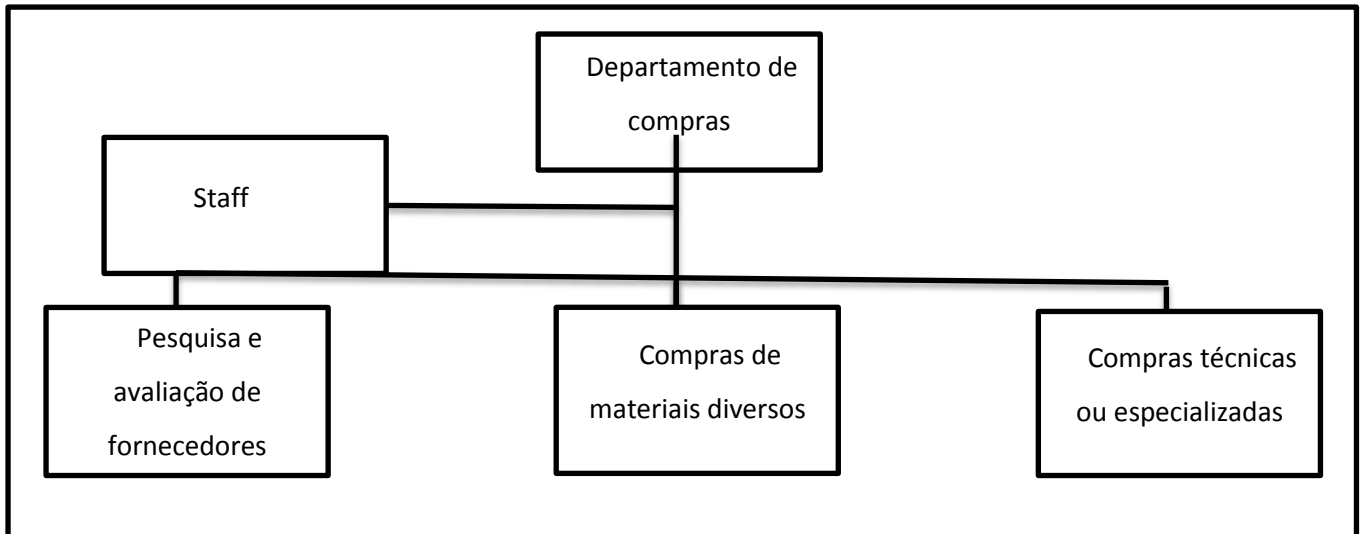 Departamento de
compras
Staff
Pesquisa e
avaliação de
fornecedores
Compras de
materiais diversos
Compras técnicas
ou especializadas